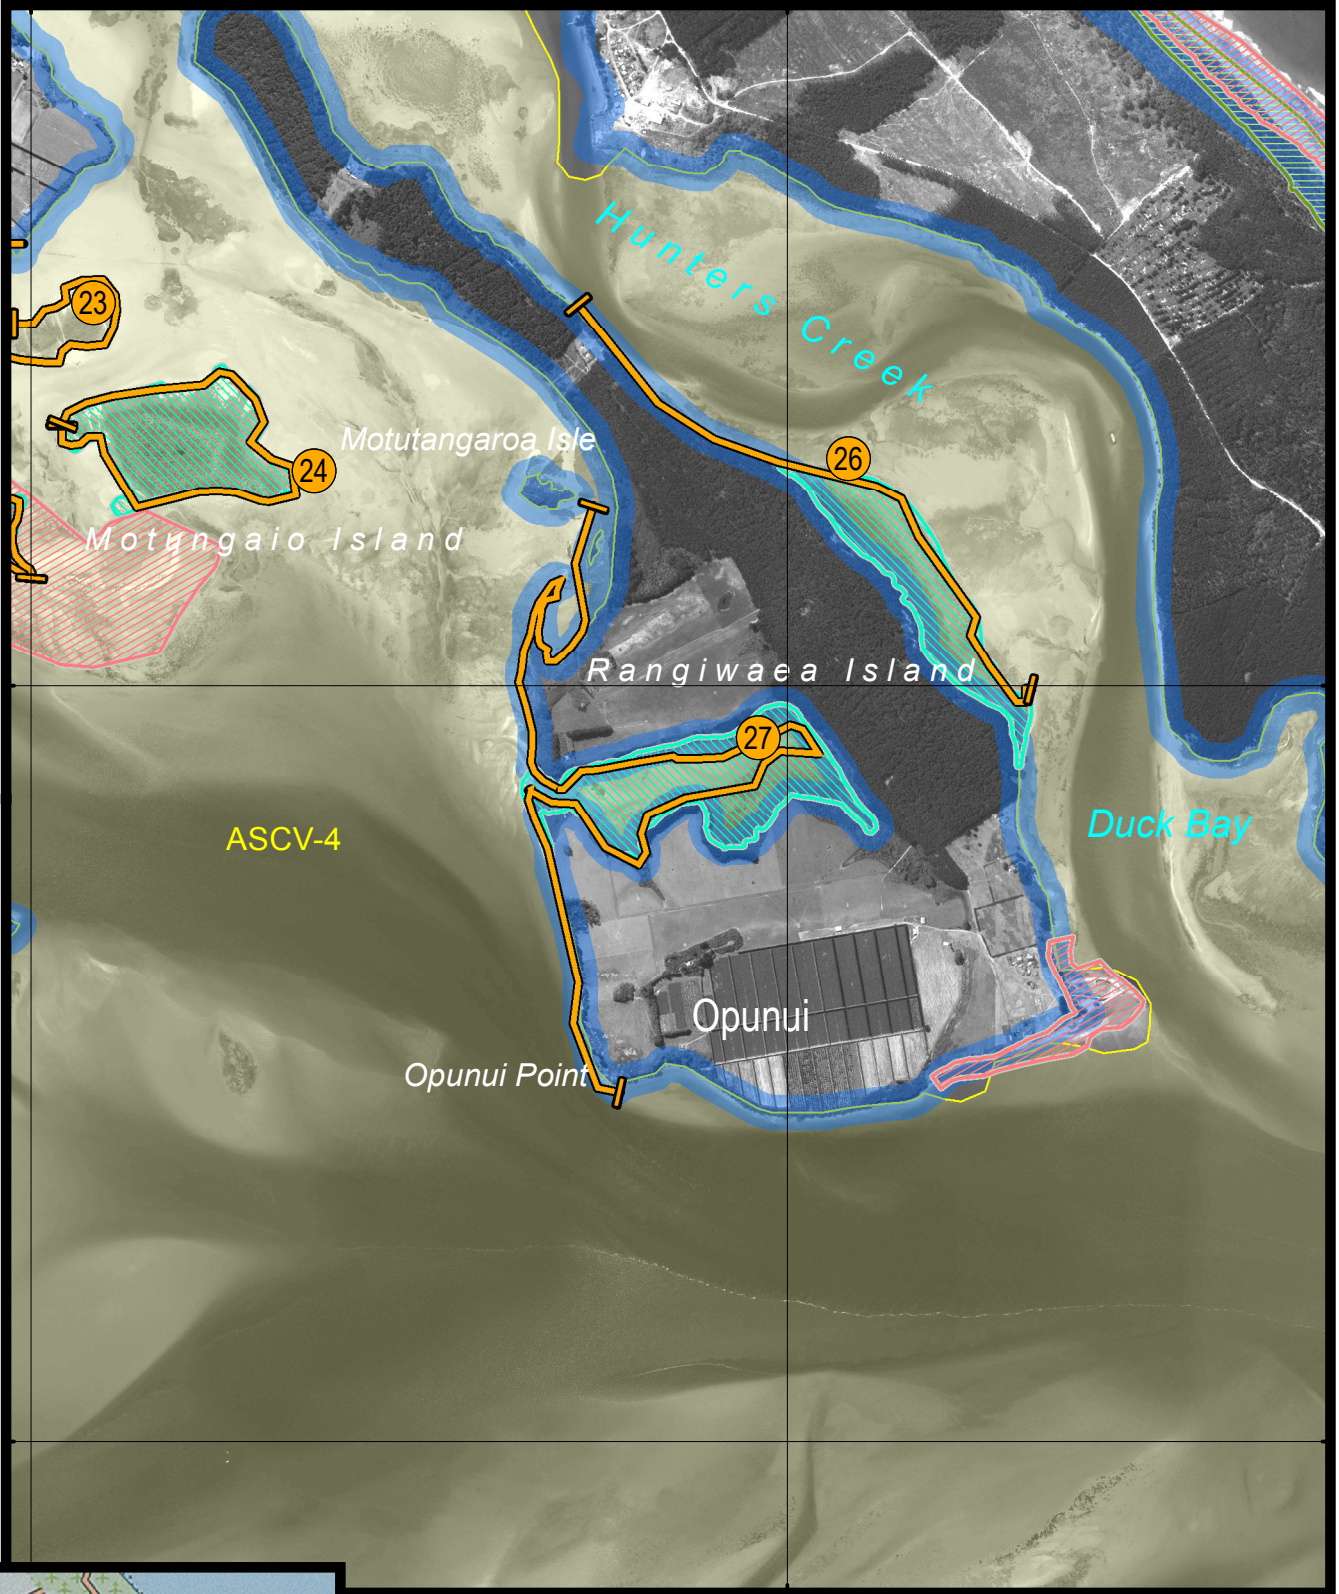 Hunters Creek
23
Motutangaroa Isle
26
24
Motungaio Island
Rangiwaea Island
27
ASCV-4
Duck Bay
Opunui
Opunui Point